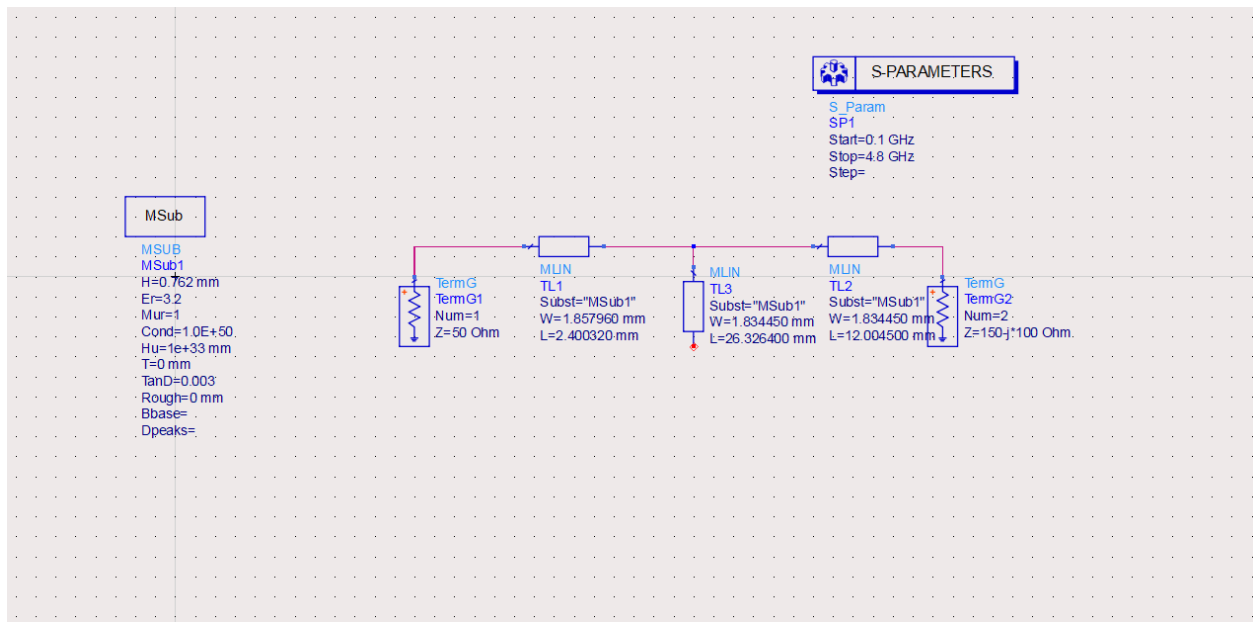 S-PARAMETERS
S_Param
SP1
Start=0.1 GHz
Stop=4.8 GHz
Step=
MSub
MSUB
MSub1
H=0.762 mm
Er=3.2
Mur=1
Cond=1.0E+50
Hu=1e+33 mm
T=0 mm
TanD=0.003
Rough=0 mm
Bbase=
Dpeaks=
TermG
TermG1
Num=1
Z=50 Ohm
MLIN
TL1
Subst="MSub1"
W=1.857960 mm
L=2.400320 mm
MLIN
TL3
Subst="MSub1"
W=1.834450 mm
L=26.326400 mm
MLIN
TL2
Subst="MSub1"
W=1.834450 mm
L=12.004500 mm
TermG
TermG2
Num=2
Z=150-j*100 Ohm